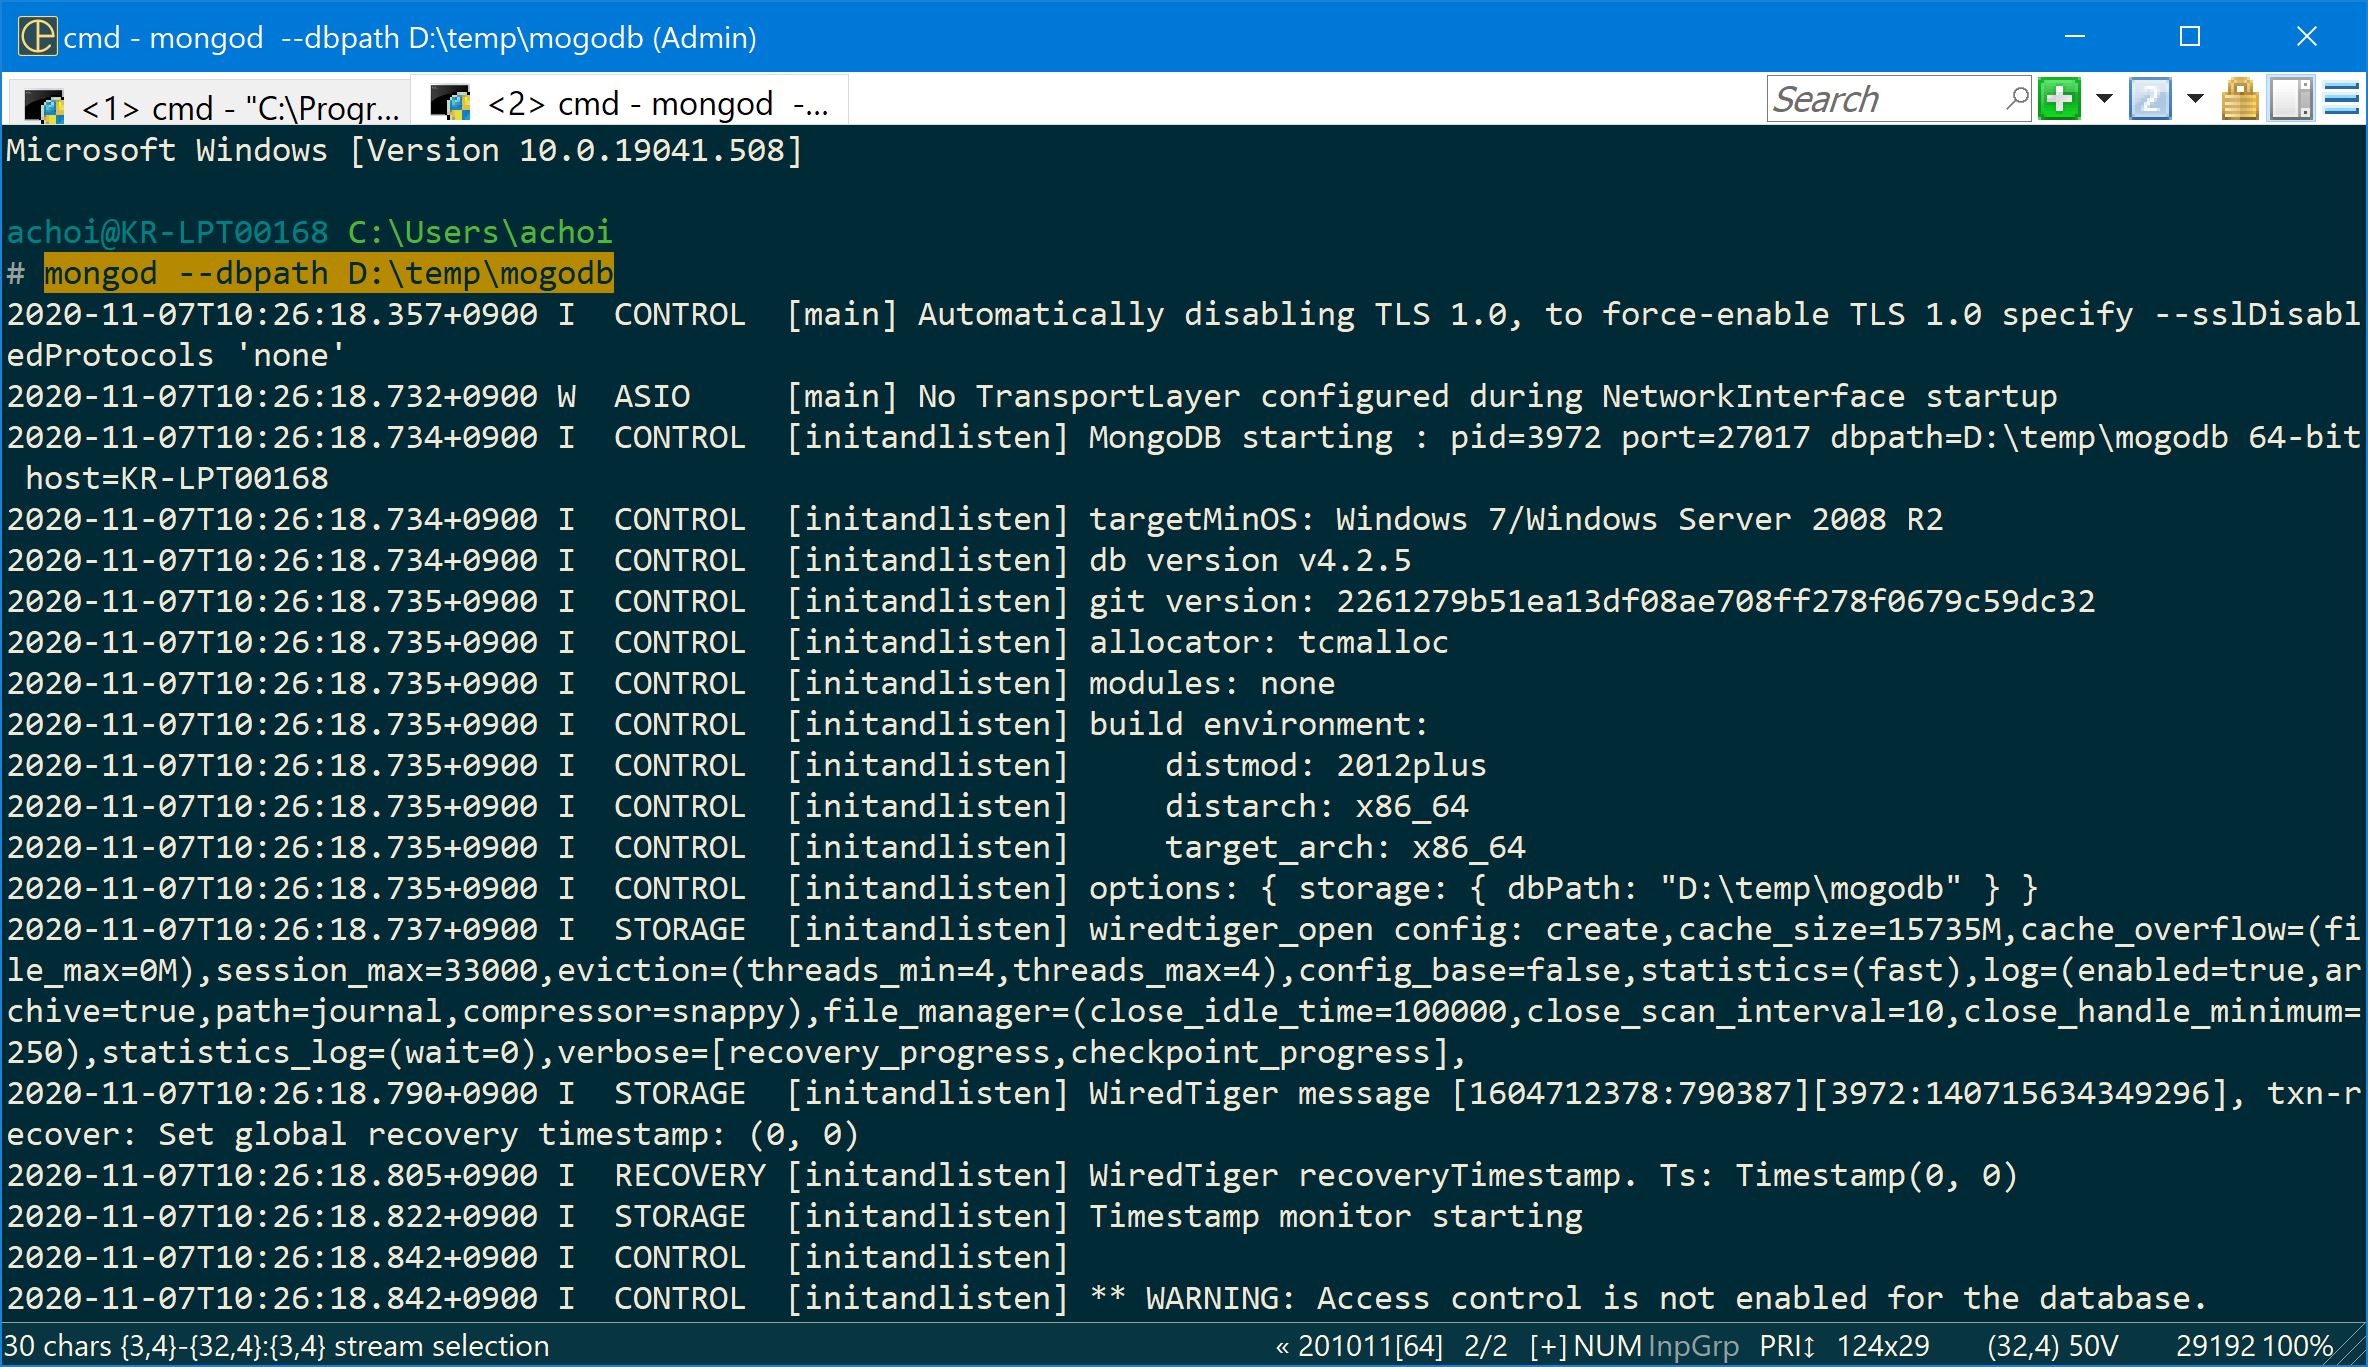 cmd - mongod  --dbpath D:\temp\mogodb (Admin)
<1> cmd - "C:\Progr...
<2> cmd - mongod  -...
Search
2
Microsoft Windows [Version 10.0.19041.508]
achoi@KR-LPT00168 C:\Users\achoi
# mongod --dbpath D:\temp\mogodb
2020-11-07T10:26:18.357+0900 I  CONTROL  [main] Automatically disabling TLS 1.0, to force-enable TLS 1.0 specify --sslDisabl
edProtocols 'none'
2020-11-07T10:26:18.732+0900 W  ASIO     [main] No TransportLayer configured during NetworkInterface startup
2020-11-07T10:26:18.734+0900 I  CONTROL  [initandlisten] MongoDB starting : pid=3972 port=27017 dbpath=D:\temp\mogodb 64-bit
 host=KR-LPT00168
2020-11-07T10:26:18.734+0900 I  CONTROL  [initandlisten] targetMinOS: Windows 7/Windows Server 2008 R2
2020-11-07T10:26:18.734+0900 I  CONTROL  [initandlisten] db version v4.2.5
2020-11-07T10:26:18.735+0900 I  CONTROL  [initandlisten] git version: 2261279b51ea13df08ae708ff278f0679c59dc32
2020-11-07T10:26:18.735+0900 I  CONTROL  [initandlisten] allocator: tcmalloc
2020-11-07T10:26:18.735+0900 I  CONTROL  [initandlisten] modules: none
2020-11-07T10:26:18.735+0900 I  CONTROL  [initandlisten] build environment:
2020-11-07T10:26:18.735+0900 I  CONTROL  [initandlisten]     distmod: 2012plus
2020-11-07T10:26:18.735+0900 I  CONTROL  [initandlisten]     distarch: x86_64
2020-11-07T10:26:18.735+0900 I  CONTROL  [initandlisten]     target_arch: x86_64
2020-11-07T10:26:18.735+0900 I  CONTROL  [initandlisten] options: { storage: { dbPath: "D:\temp\mogodb" } }
2020-11-07T10:26:18.737+0900 I  STORAGE  [initandlisten] wiredtiger_open config: create,cache_size=15735M,cache_overflow=(fi
le_max=0M),session_max=33000,eviction=(threads_min=4,threads_max=4),config_base=false,statistics=(fast),log=(enabled=true,ar
chive=true,path=journal,compressor=snappy),file_manager=(close_idle_time=100000,close_scan_interval=10,close_handle_minimum=
250),statistics_log=(wait=0),verbose=[recovery_progress,checkpoint_progress],
2020-11-07T10:26:18.790+0900 I  STORAGE  [initandlisten] WiredTiger message [1604712378:790387][3972:140715634349296], txn-r
ecover: Set global recovery timestamp: (0, 0)
2020-11-07T10:26:18.805+0900 I  RECOVERY [initandlisten] WiredTiger recoveryTimestamp. Ts: Timestamp(0, 0)
2020-11-07T10:26:18.822+0900 I  STORAGE  [initandlisten] Timestamp monitor starting
2020-11-07T10:26:18.842+0900 I  CONTROL  [initandlisten]
2020-11-07T10:26:18.842+0900 I  CONTROL  [initandlisten] ** WARNING: Access control is not enabled for the database.
30 chars {3,4}-{32,4}:{3,4} stream selection « 201011[64] 2/2 [+] NUM InpGrp PRI↕ 124x29 (32,4) 50V 29192 100%